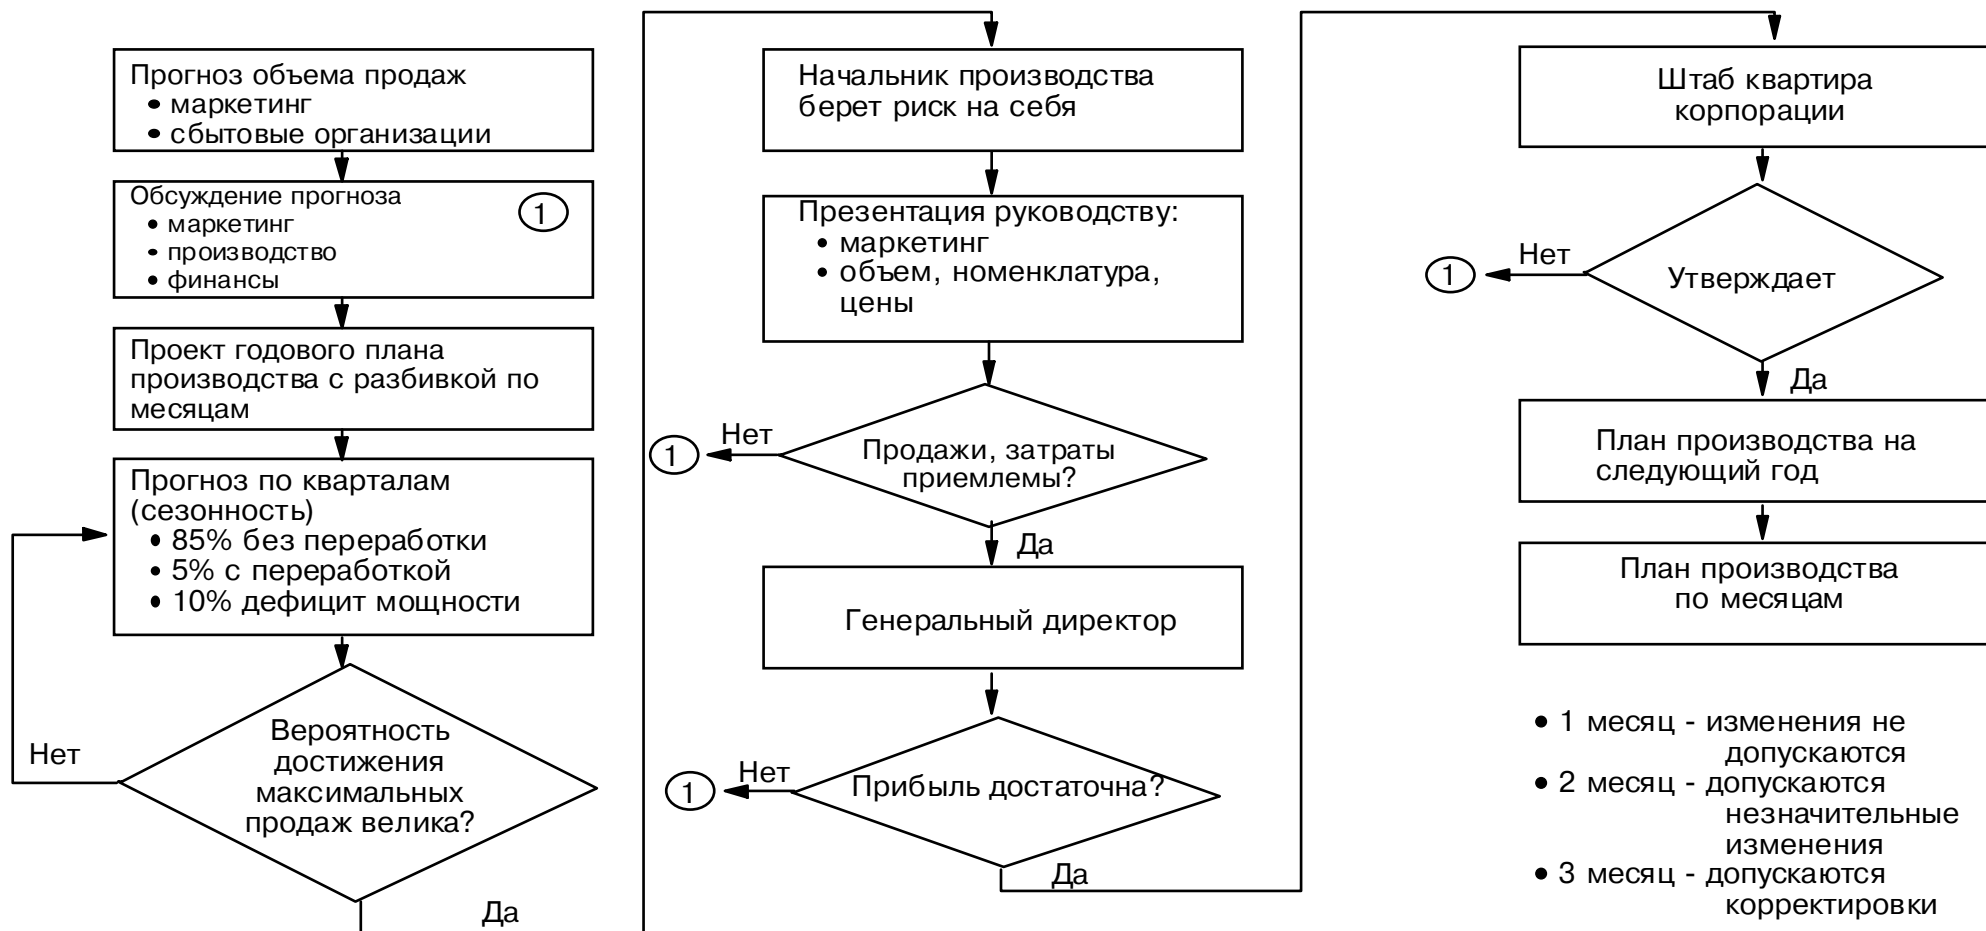 Прогноз объема продаж
• маркетинг
• сбытовые организации
Обсуждение прогноза
1
• маркетинг
• производство
• финансы
Проект годового плана
производства с разбивкой по
месяцам
Прогноз по кварталам
(сезонность)
• 85% без переработки
• 5% с переработкой
• 10% дефицит мощности
Вероятность
достижения
максимальных
продаж велика?
Нет
Да
Начальник производства
берет риск на себя
Презентация руководству:
• маркетинг
• объем, номенклатура,
цены
Продажи, затраты
приемлемы?
Нет
1
Да
Генеральный директор
Прибыль достаточна?
Нет
1
Да
Штаб квартира
корпорации
Утверждает
Нет
1
Да
План производства на
следующий год
План производства
по месяцам
• 1 месяц - изменения не
допускаются
• 2 месяц - допускаются
незначительные
изменения
• 3 месяц - допускаются
корректировки